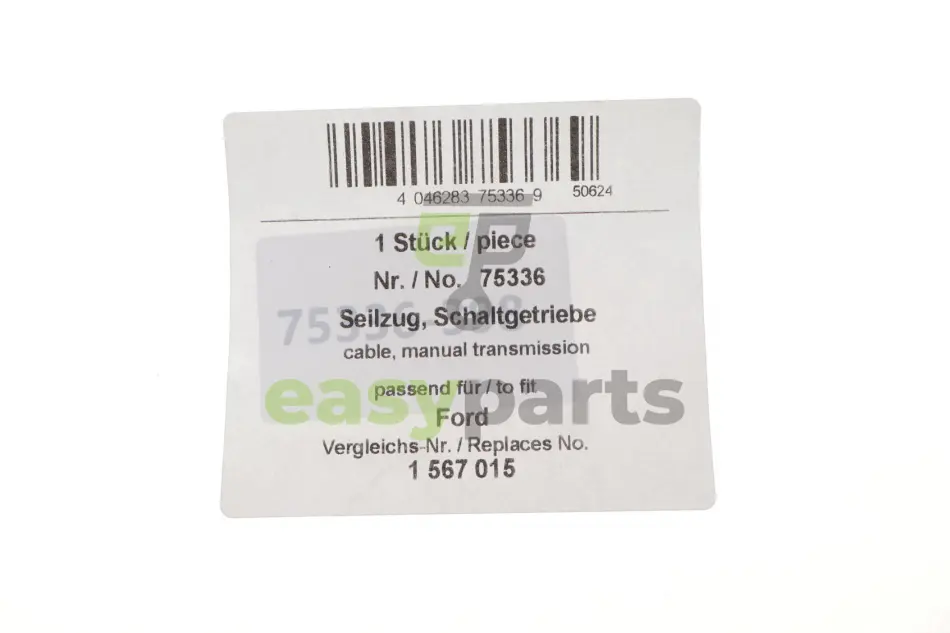 4 046283 75336 9 50624
1 Stück / piece
Nr. / No. 75336
Seilzug, Schaltgetriebe
cable, manual transmission
passend für / to fit
Ford
Vergleichs-Nr. / Replaces No.
1 567 015
easyparts